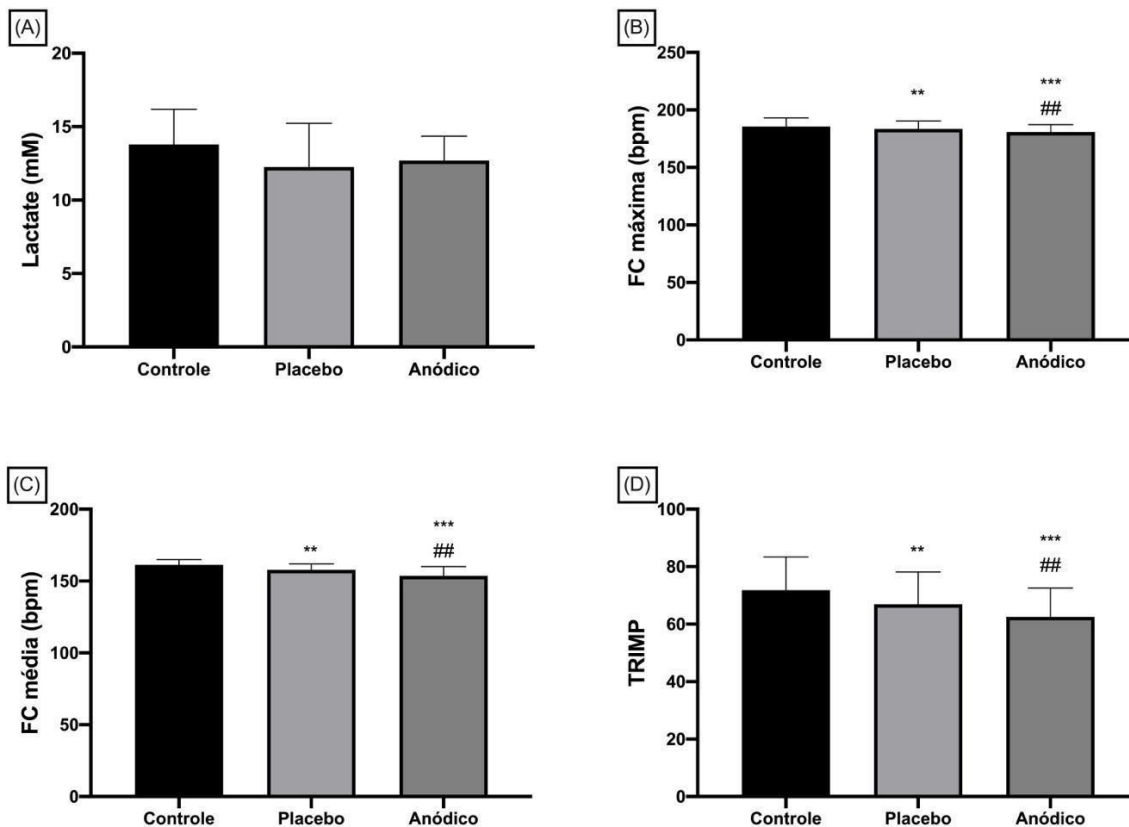 (A)
Lactate (mM)
20
15
10
5
0
Controle Placebo Anódico
(B)
FC máxima (bpm)
250
200
150
100
50
0
**
***
##
Controle Placebo Anódico
(C)
FC média (bpm)
200
150
100
50
0
**
***
##
Controle Placebo Anódico
(D)
TRIMP
100
80
60
40
20
0
**
***
##
Controle Placebo Anódico